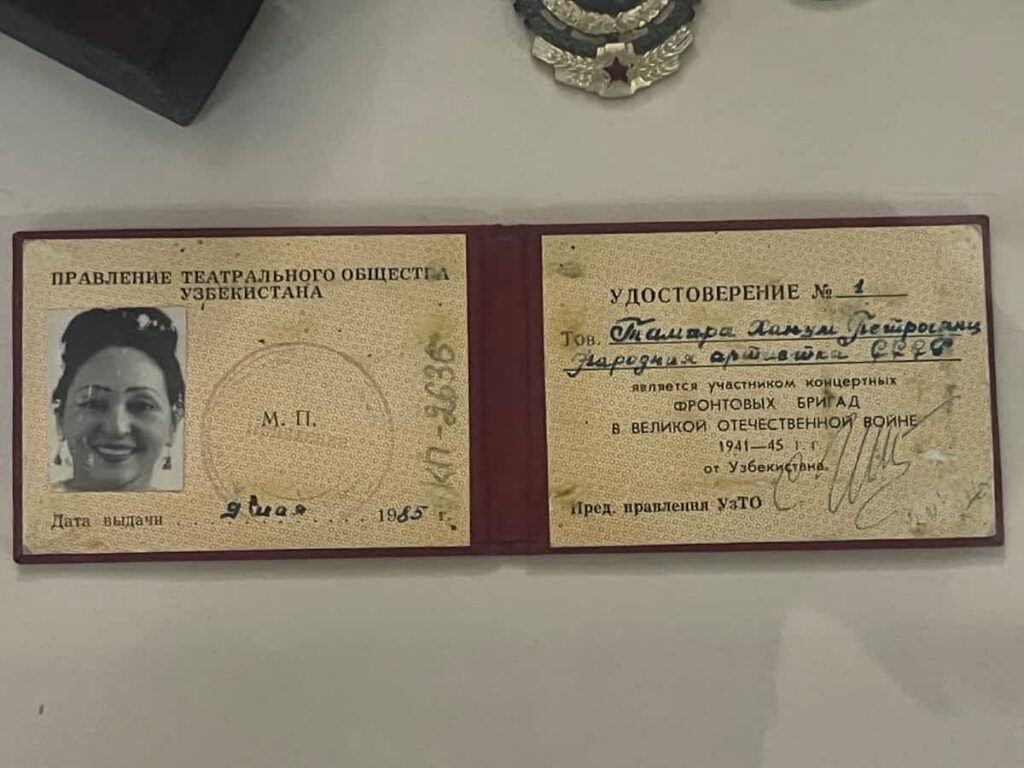 ПРАВЛЕНИЕ ТЕАТРАЛЬНОГО ОБЩЕСТВА
УЗБЕКИСТАНА
М. П.
КП-2636
Дата выдачи . . . 9 мая . . . . 1985 г.
УДОСТОВЕРЕНИЕ № 1
Тов. Тамара Ханум Петросянц
Народная артистка СССР
является участником концертных
ФРОНТОВЫХ БРИГАД
В ВЕЛИКОЙ ОТЕЧЕСТВЕННОЙ ВОЙНЕ
1941—45 г. г.
от Узбекистана.
Пред. правления УзТО